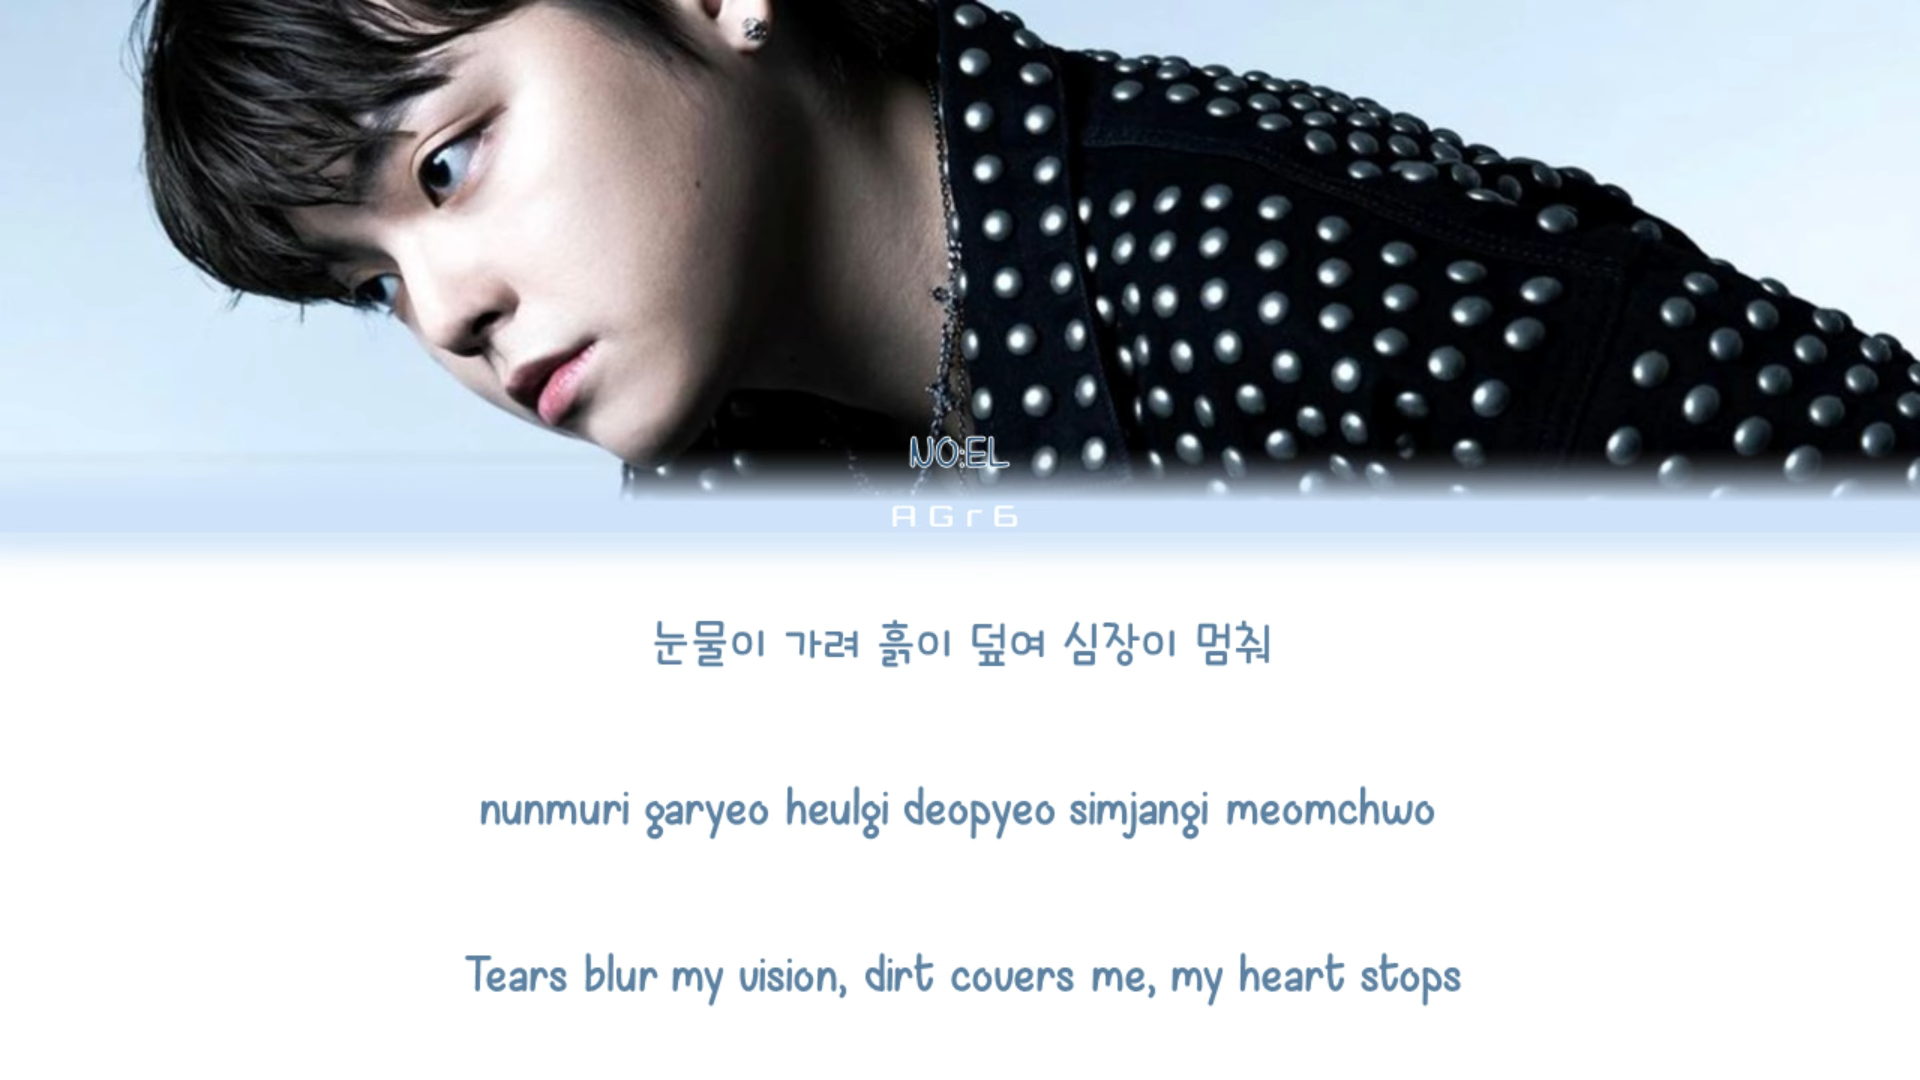 NO:EL
AGr6
눈물이 가려 흙이 덮여 심장이 멈춰
nunmuri garyeo heulgi deopyeo simjangi meomchwo
Tears blur my vision, dirt covers me, my heart stops